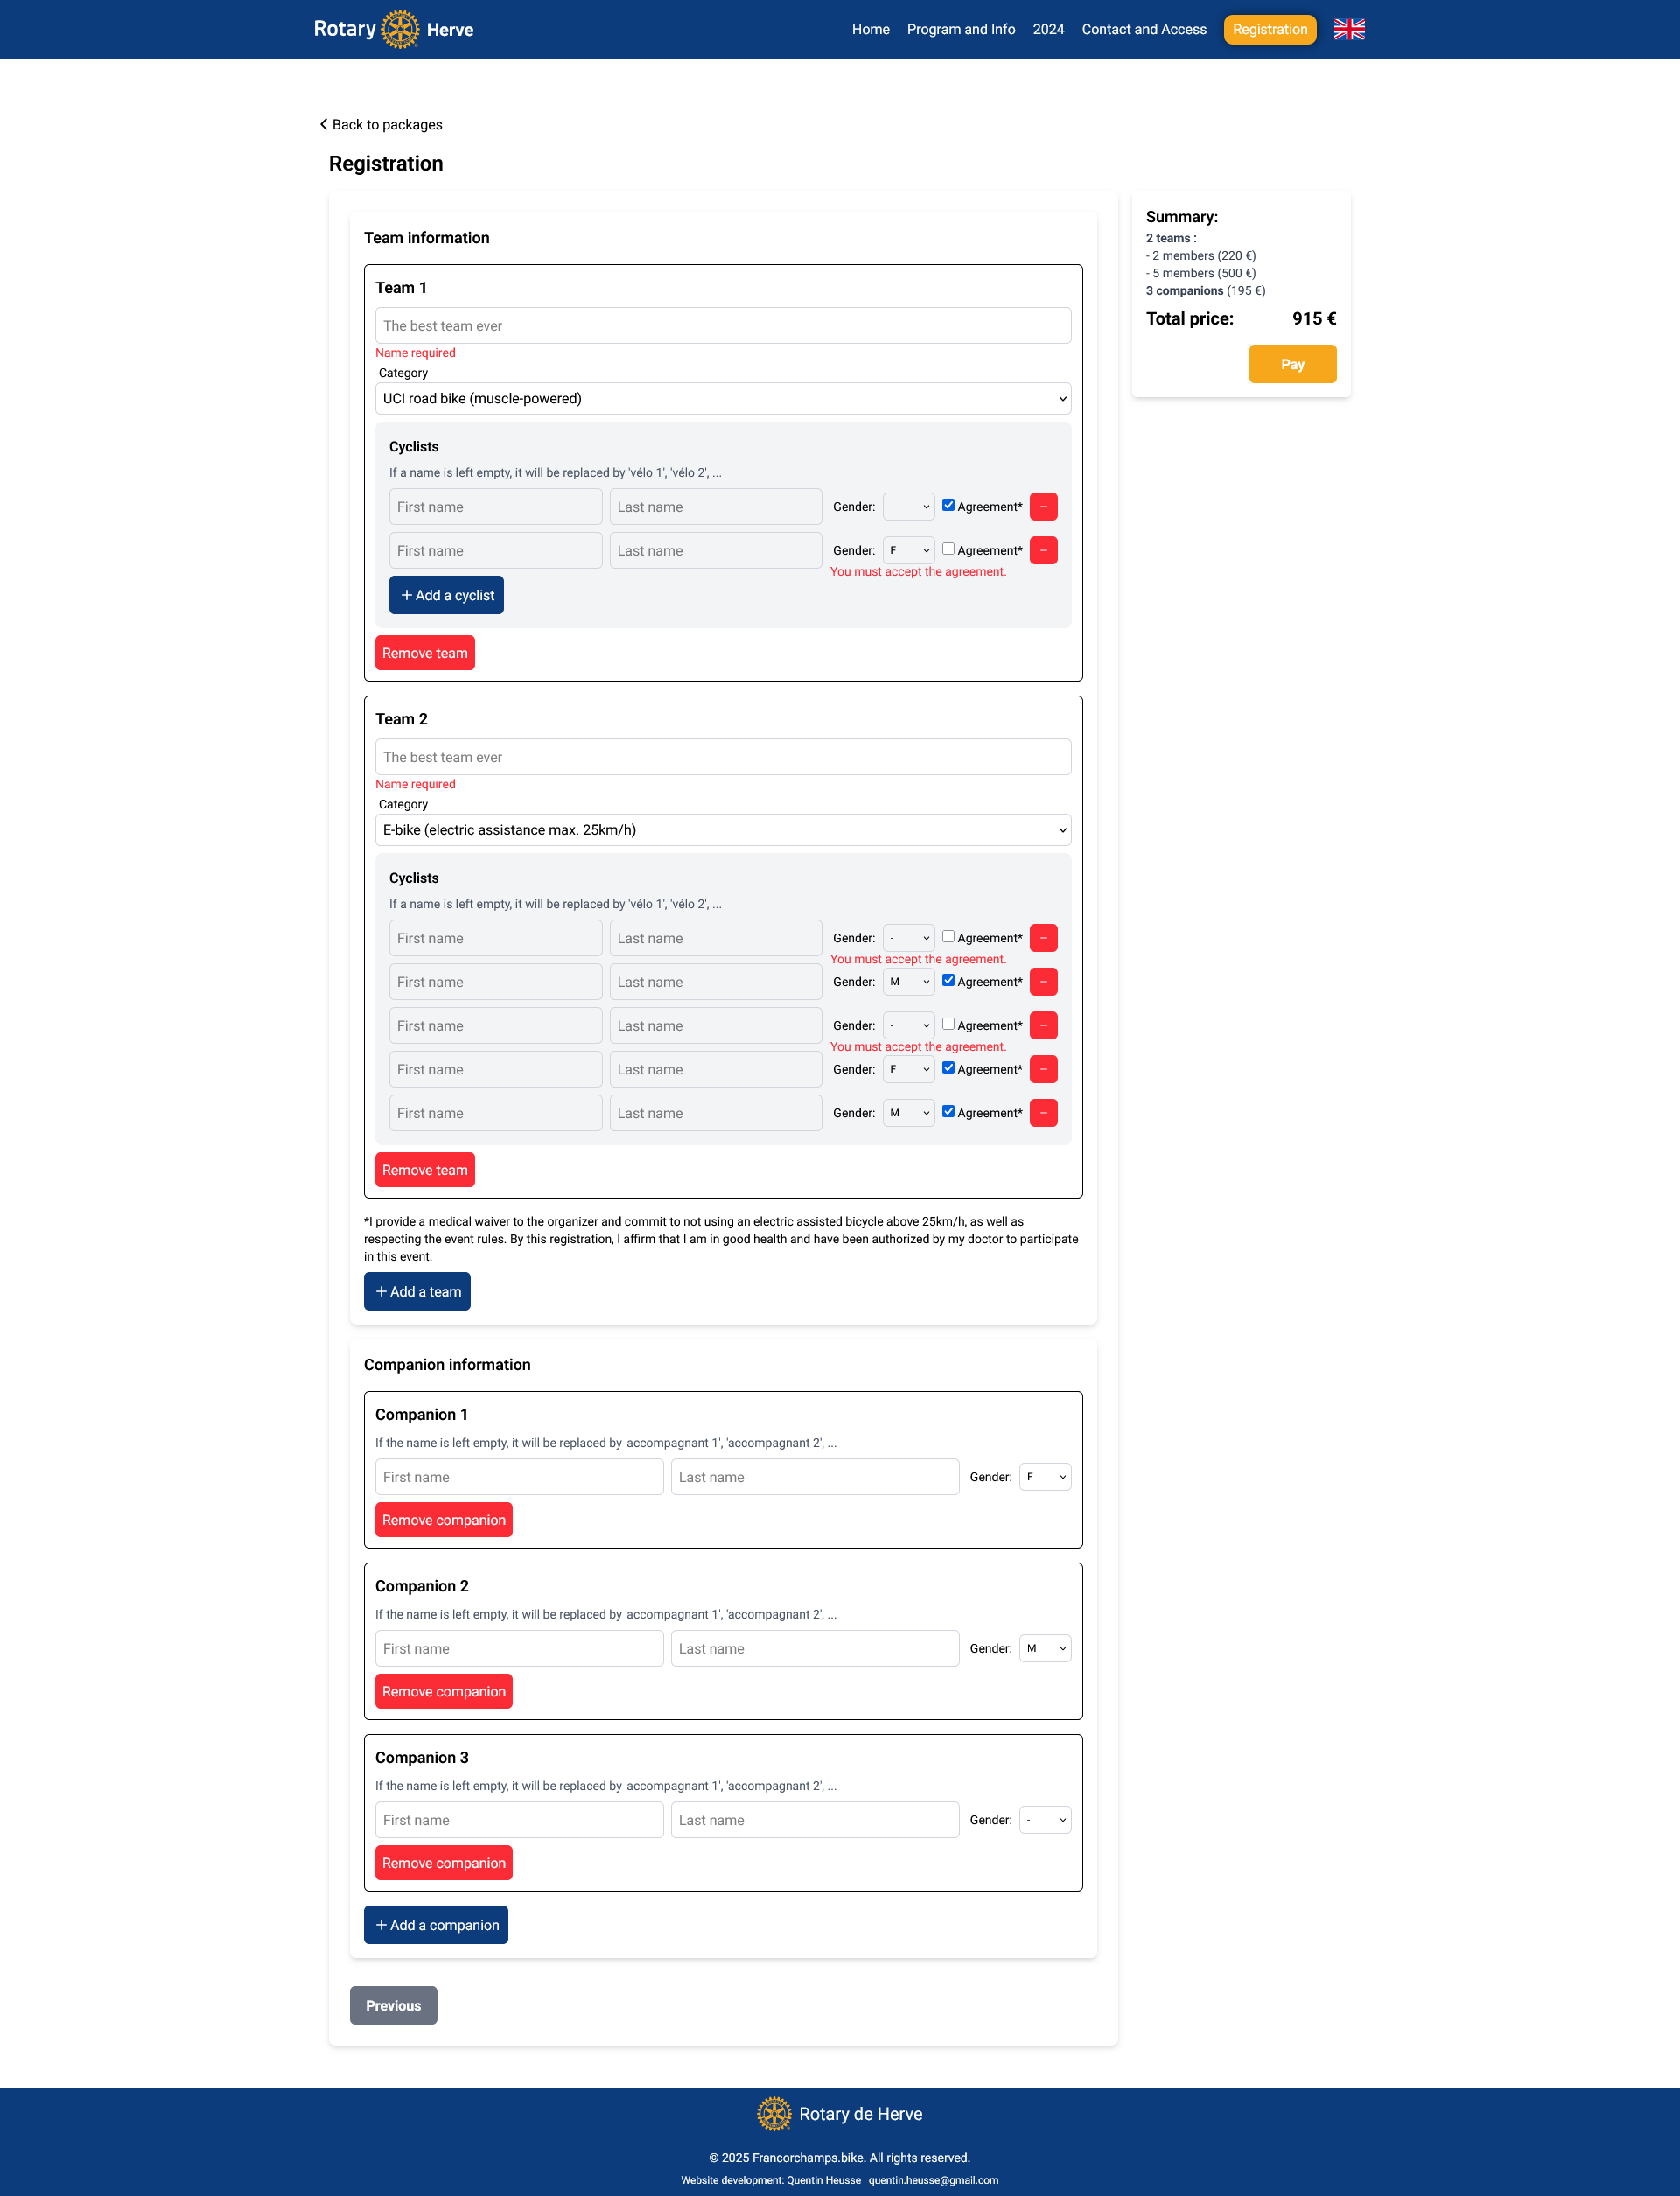 Rotary Herve
Home Program and Info 2024 Contact and Access Registration
Back to packages
Registration
Team information
Team 1
The best team ever
Name required
Category
UCI road bike (muscle-powered)
Cyclists
If a name is left empty, it will be replaced by 'vélo 1', 'vélo 2', ...
First name Last name Gender: - Agreement*
First name Last name Gender: F Agreement*
You must accept the agreement.
Add a cyclist
Remove team
Team 2
The best team ever
Name required
Category
E-bike (electric assistance max. 25km/h)
Cyclists
If a name is left empty, it will be replaced by 'vélo 1', 'vélo 2', ...
First name Last name Gender: - Agreement*
You must accept the agreement.
First name Last name Gender: M Agreement*
First name Last name Gender: - Agreement*
You must accept the agreement.
First name Last name Gender: F Agreement*
First name Last name Gender: M Agreement*
Remove team
*I provide a medical waiver to the organizer and commit to not using an electric assisted bicycle above 25km/h, as well as
respecting the event rules. By this registration, I affirm that I am in good health and have been authorized by my doctor to participate
in this event.
Add a team
Companion information
Companion 1
If the name is left empty, it will be replaced by 'accompagnant 1', 'accompagnant 2', ...
First name Last name Gender: F
Remove companion
Companion 2
If the name is left empty, it will be replaced by 'accompagnant 1', 'accompagnant 2', ...
First name Last name Gender: M
Remove companion
Companion 3
If the name is left empty, it will be replaced by 'accompagnant 1', 'accompagnant 2', ...
First name Last name Gender: -
Remove companion
Add a companion
Previous
Summary:
2 teams :
- 2 members (220 €)
- 5 members (500 €)
3 companions (195 €)
Total price: 915 €
Pay
Rotary de Herve
© 2025 Francorchamps.bike. All rights reserved.
Website development: Quentin Heusse | quentin.heusse@gmail.com